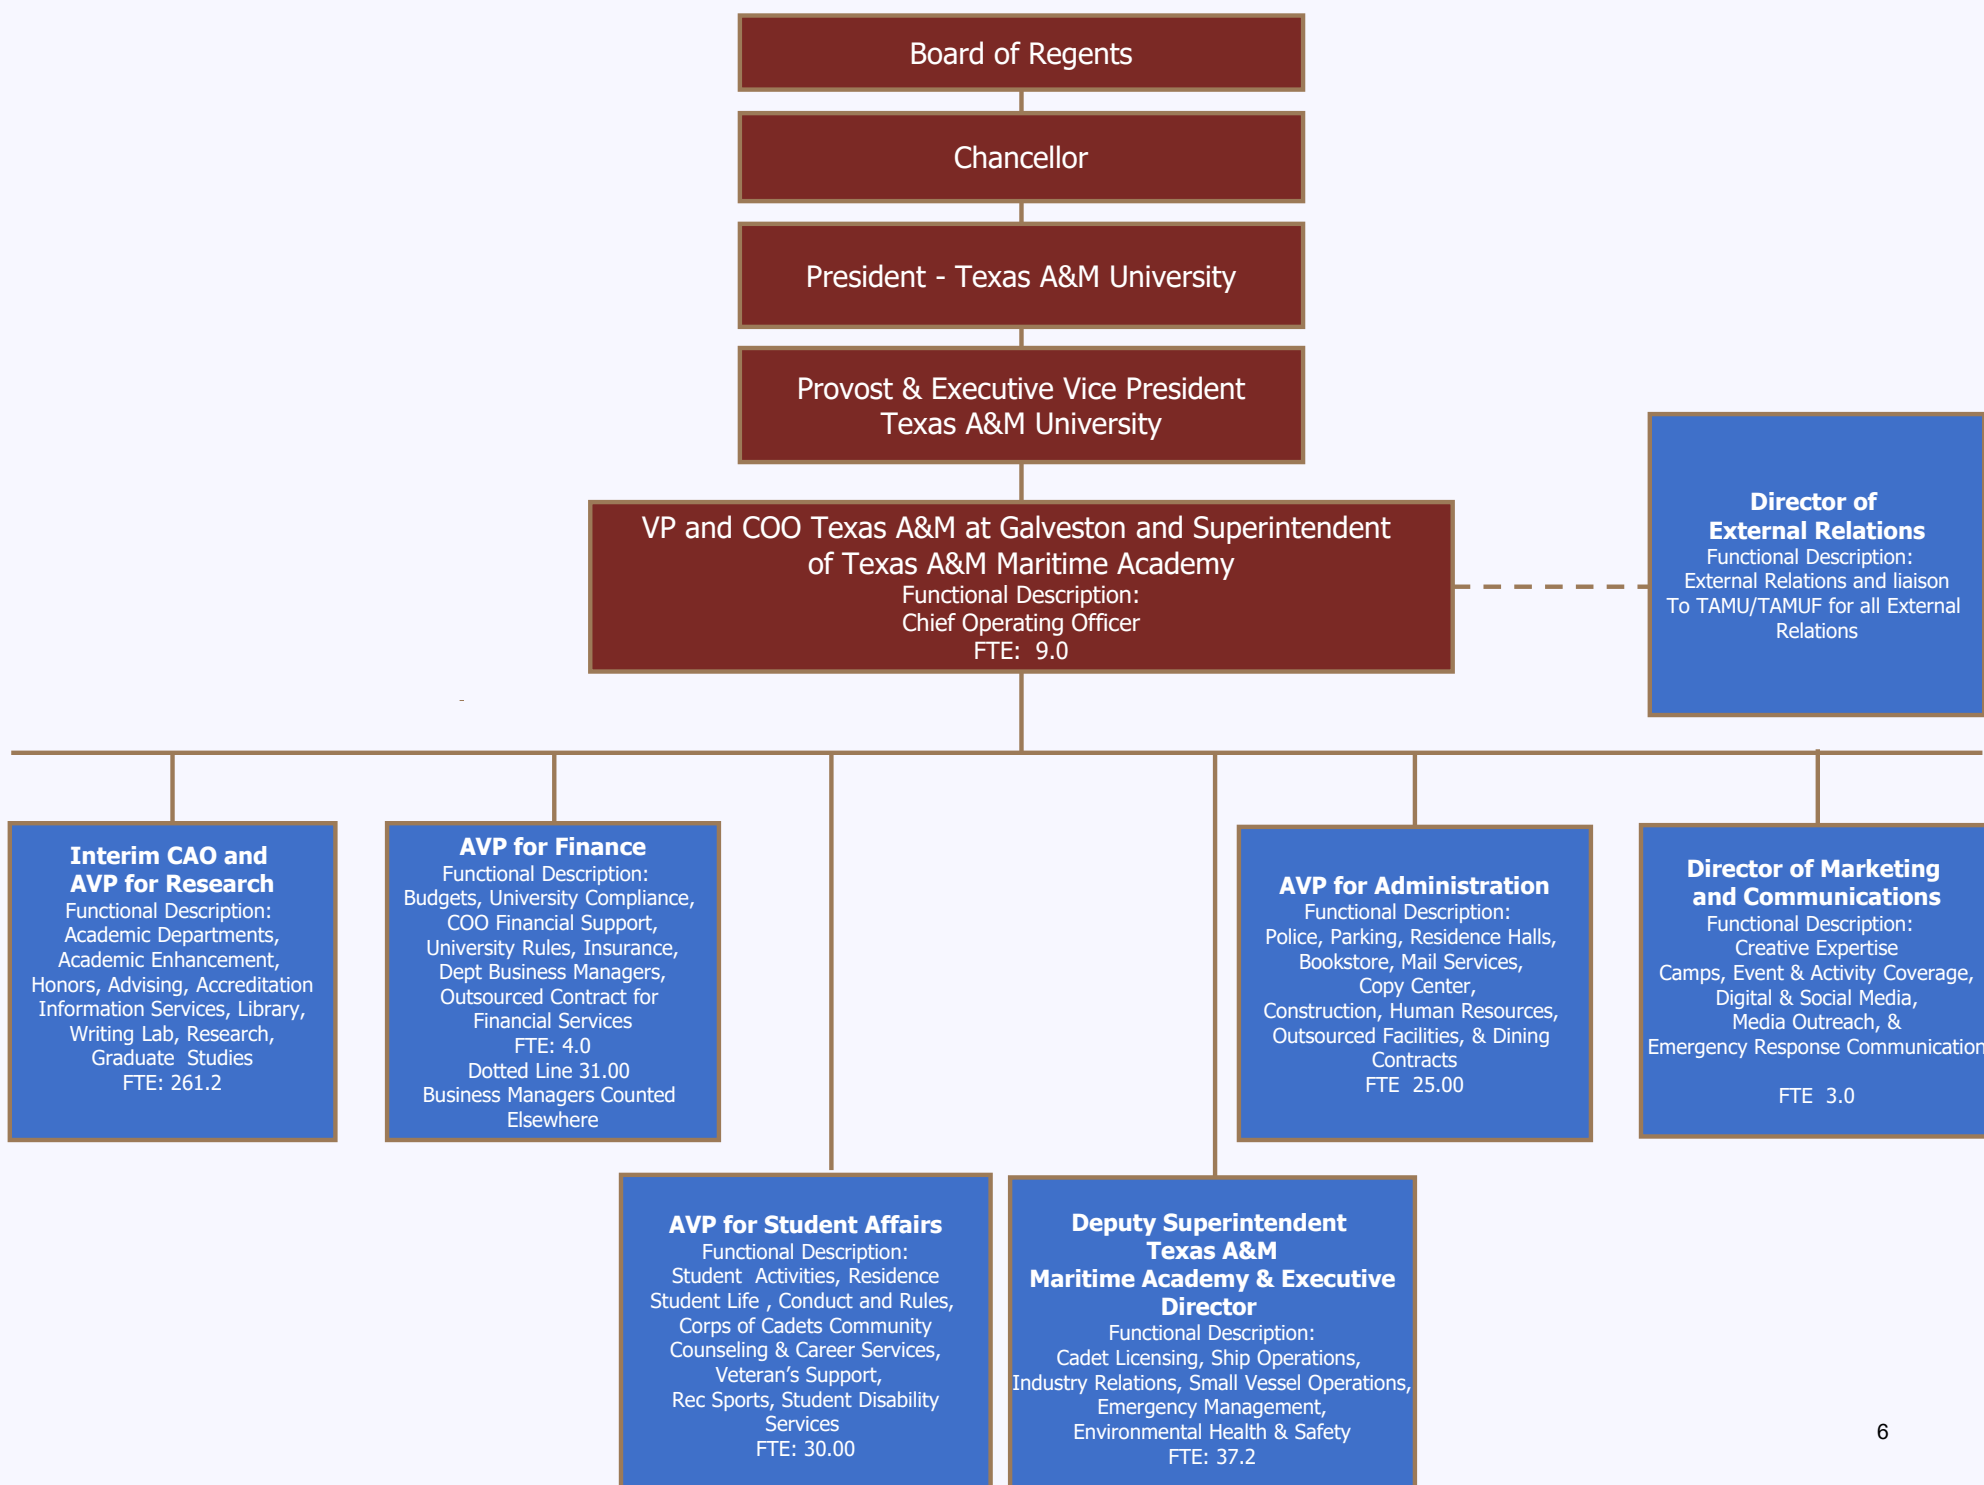 Board of Regents
Chancellor
President - Texas A&M University
Provost & Executive Vice President
Texas A&M University
VP and COO Texas A&M at Galveston and Superintendent
of Texas A&M Maritime Academy
Functional Description:
Chief Operating Officer
FTE: 9.0
Director of
External Relations
Functional Description:
External Relations and liaison
To TAMU/TAMUF for all External
Relations
Interim CAO and
AVP for Research
Functional Description:
Academic Departments,
Academic Enhancement,
Honors, Advising, Accreditation
Information Services, Library,
Writing Lab, Research,
Graduate Studies
FTE: 261.2
AVP for Finance
Functional Description:
Budgets, University Compliance,
COO Financial Support,
University Rules, Insurance,
Dept Business Managers,
Outsourced Contract for
Financial Services
FTE: 4.0
Dotted Line 31.00
Business Managers Counted
Elsewhere
AVP for Administration
Functional Description:
Police, Parking, Residence Halls,
Bookstore, Mail Services,
Copy Center,
Construction, Human Resources,
Outsourced Facilities, & Dining
Contracts
FTE 25.00
Director of Marketing
and Communications
Functional Description:
Creative Expertise
Camps, Event & Activity Coverage,
Digital & Social Media,
Media Outreach, &
Emergency Response Communication
FTE 3.0
AVP for Student Affairs
Functional Description:
Student Activities, Residence
Student Life , Conduct and Rules,
Corps of Cadets Community
Counseling & Career Services,
Veteran’s Support,
Rec Sports, Student Disability
Services
FTE: 30.00
Deputy Superintendent
Texas A&M
Maritime Academy & Executive
Director
Functional Description:
Cadet Licensing, Ship Operations,
Industry Relations, Small Vessel Operations,
Emergency Management,
Environmental Health & Safety
FTE: 37.2
6